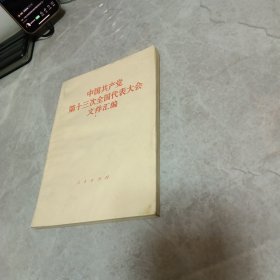 中国共产党
第十三次全国代表大会
文件汇编
人民出版社